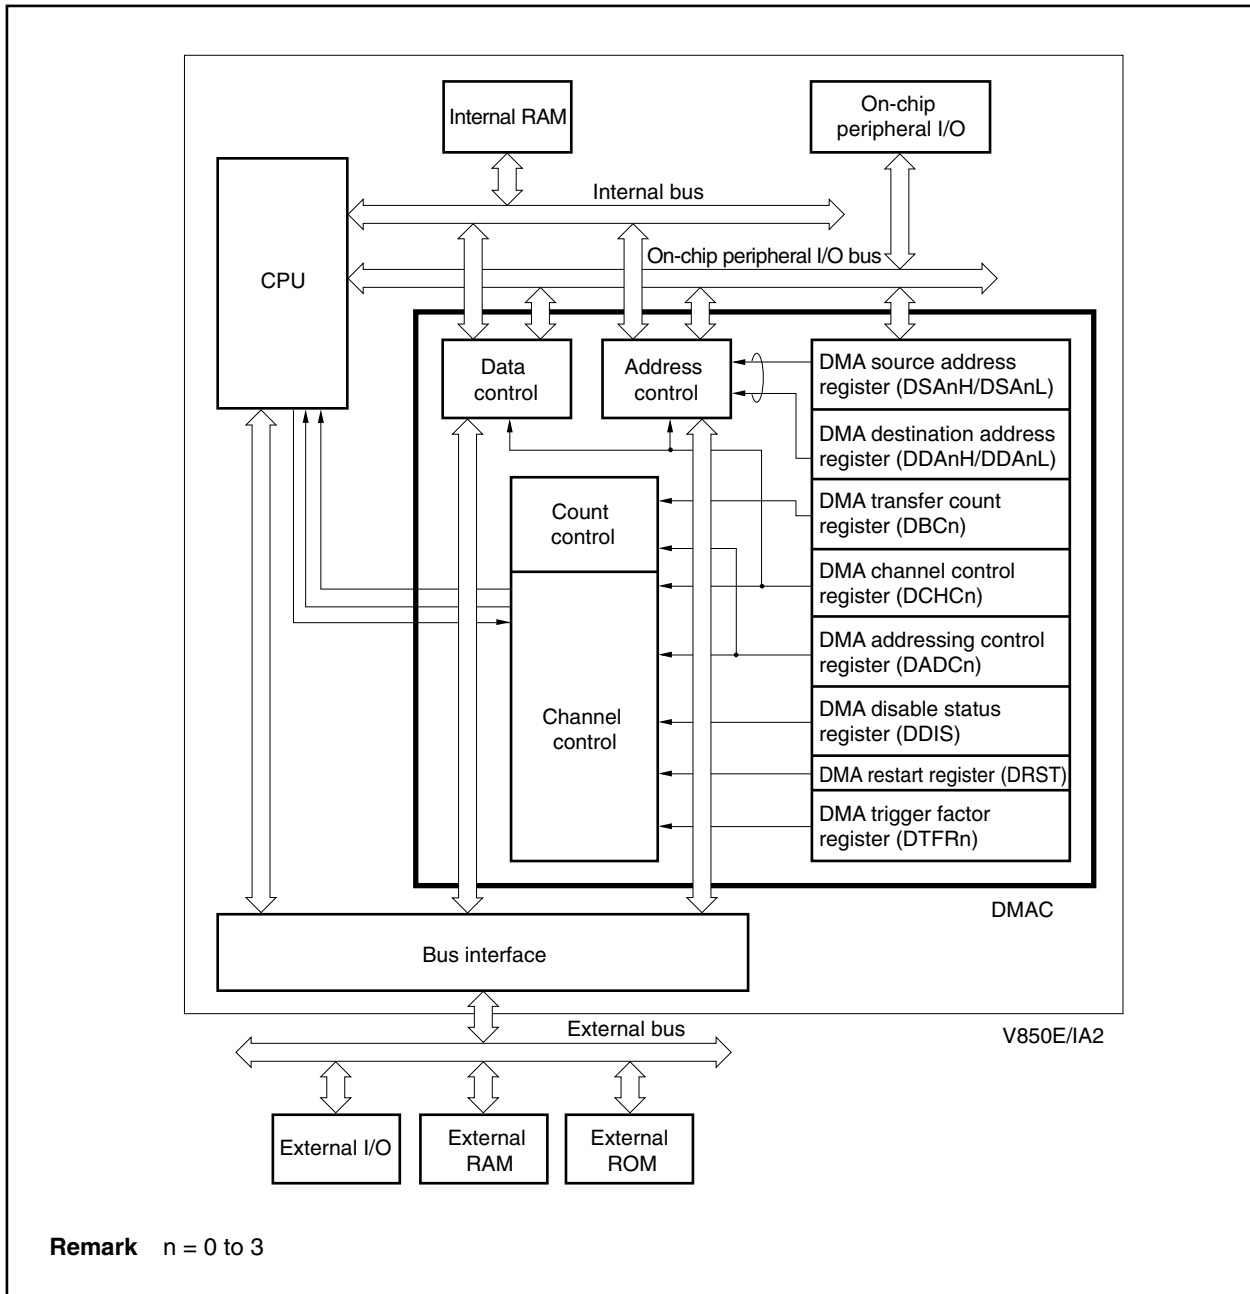 Internal RAM
On-chip
peripheral I/O
Internal bus
On-chip peripheral I/O bus
CPU
Data
control
Address
control
DMA source address
register (DSAnH/DSAnL)
DMA destination address
register (DDAnH/DDAnL)
Count
control
DMA transfer count
register (DBCn)
DMA channel control
register (DCHCn)
DMA addressing control
register (DADCn)
Channel
control
DMA disable status
register (DDIS)
DMA restart register (DRST)
DMA trigger factor
register (DTFRn)
DMAC
Bus interface
V850E/IA2
External bus
External I/O
External
RAM
External
ROM
Remark n = 0 to 3